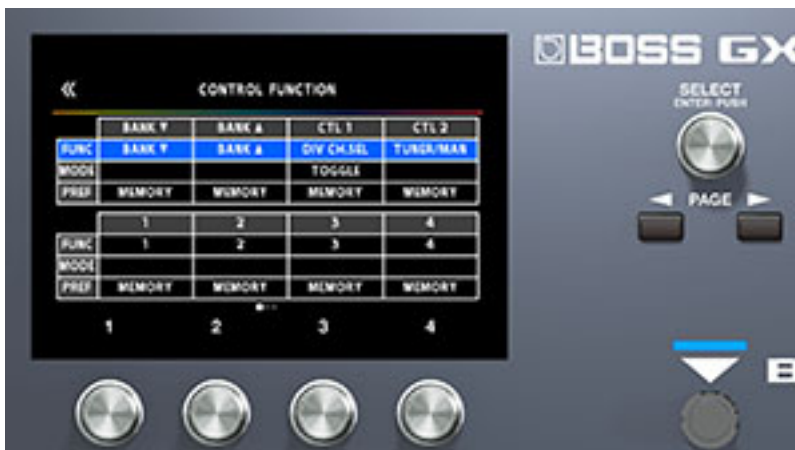 BOSS GX
CONTROL FUNCTION
SELECT
ENTER: PUSH
BANK ▼ BANK ▲ CTL 1 CTL 2
FUNC BANK ▼ BANK ▲ DIV CH.SEL TUNER/MAN
MODE TOGGLE
PREF MEMORY MEMORY MEMORY MEMORY
◀ PAGE ▶
1 2 3 4
FUNC 1 2 3 4
MODE
PREF MEMORY MEMORY MEMORY MEMORY
1 2 3 4